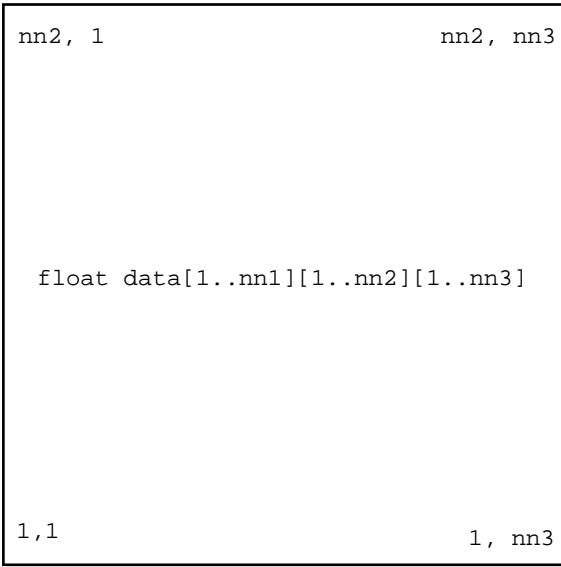 nn2, 1
nn2, nn3
float data[1..nn1][1..nn2][1..nn3]
1,1
1, nn3